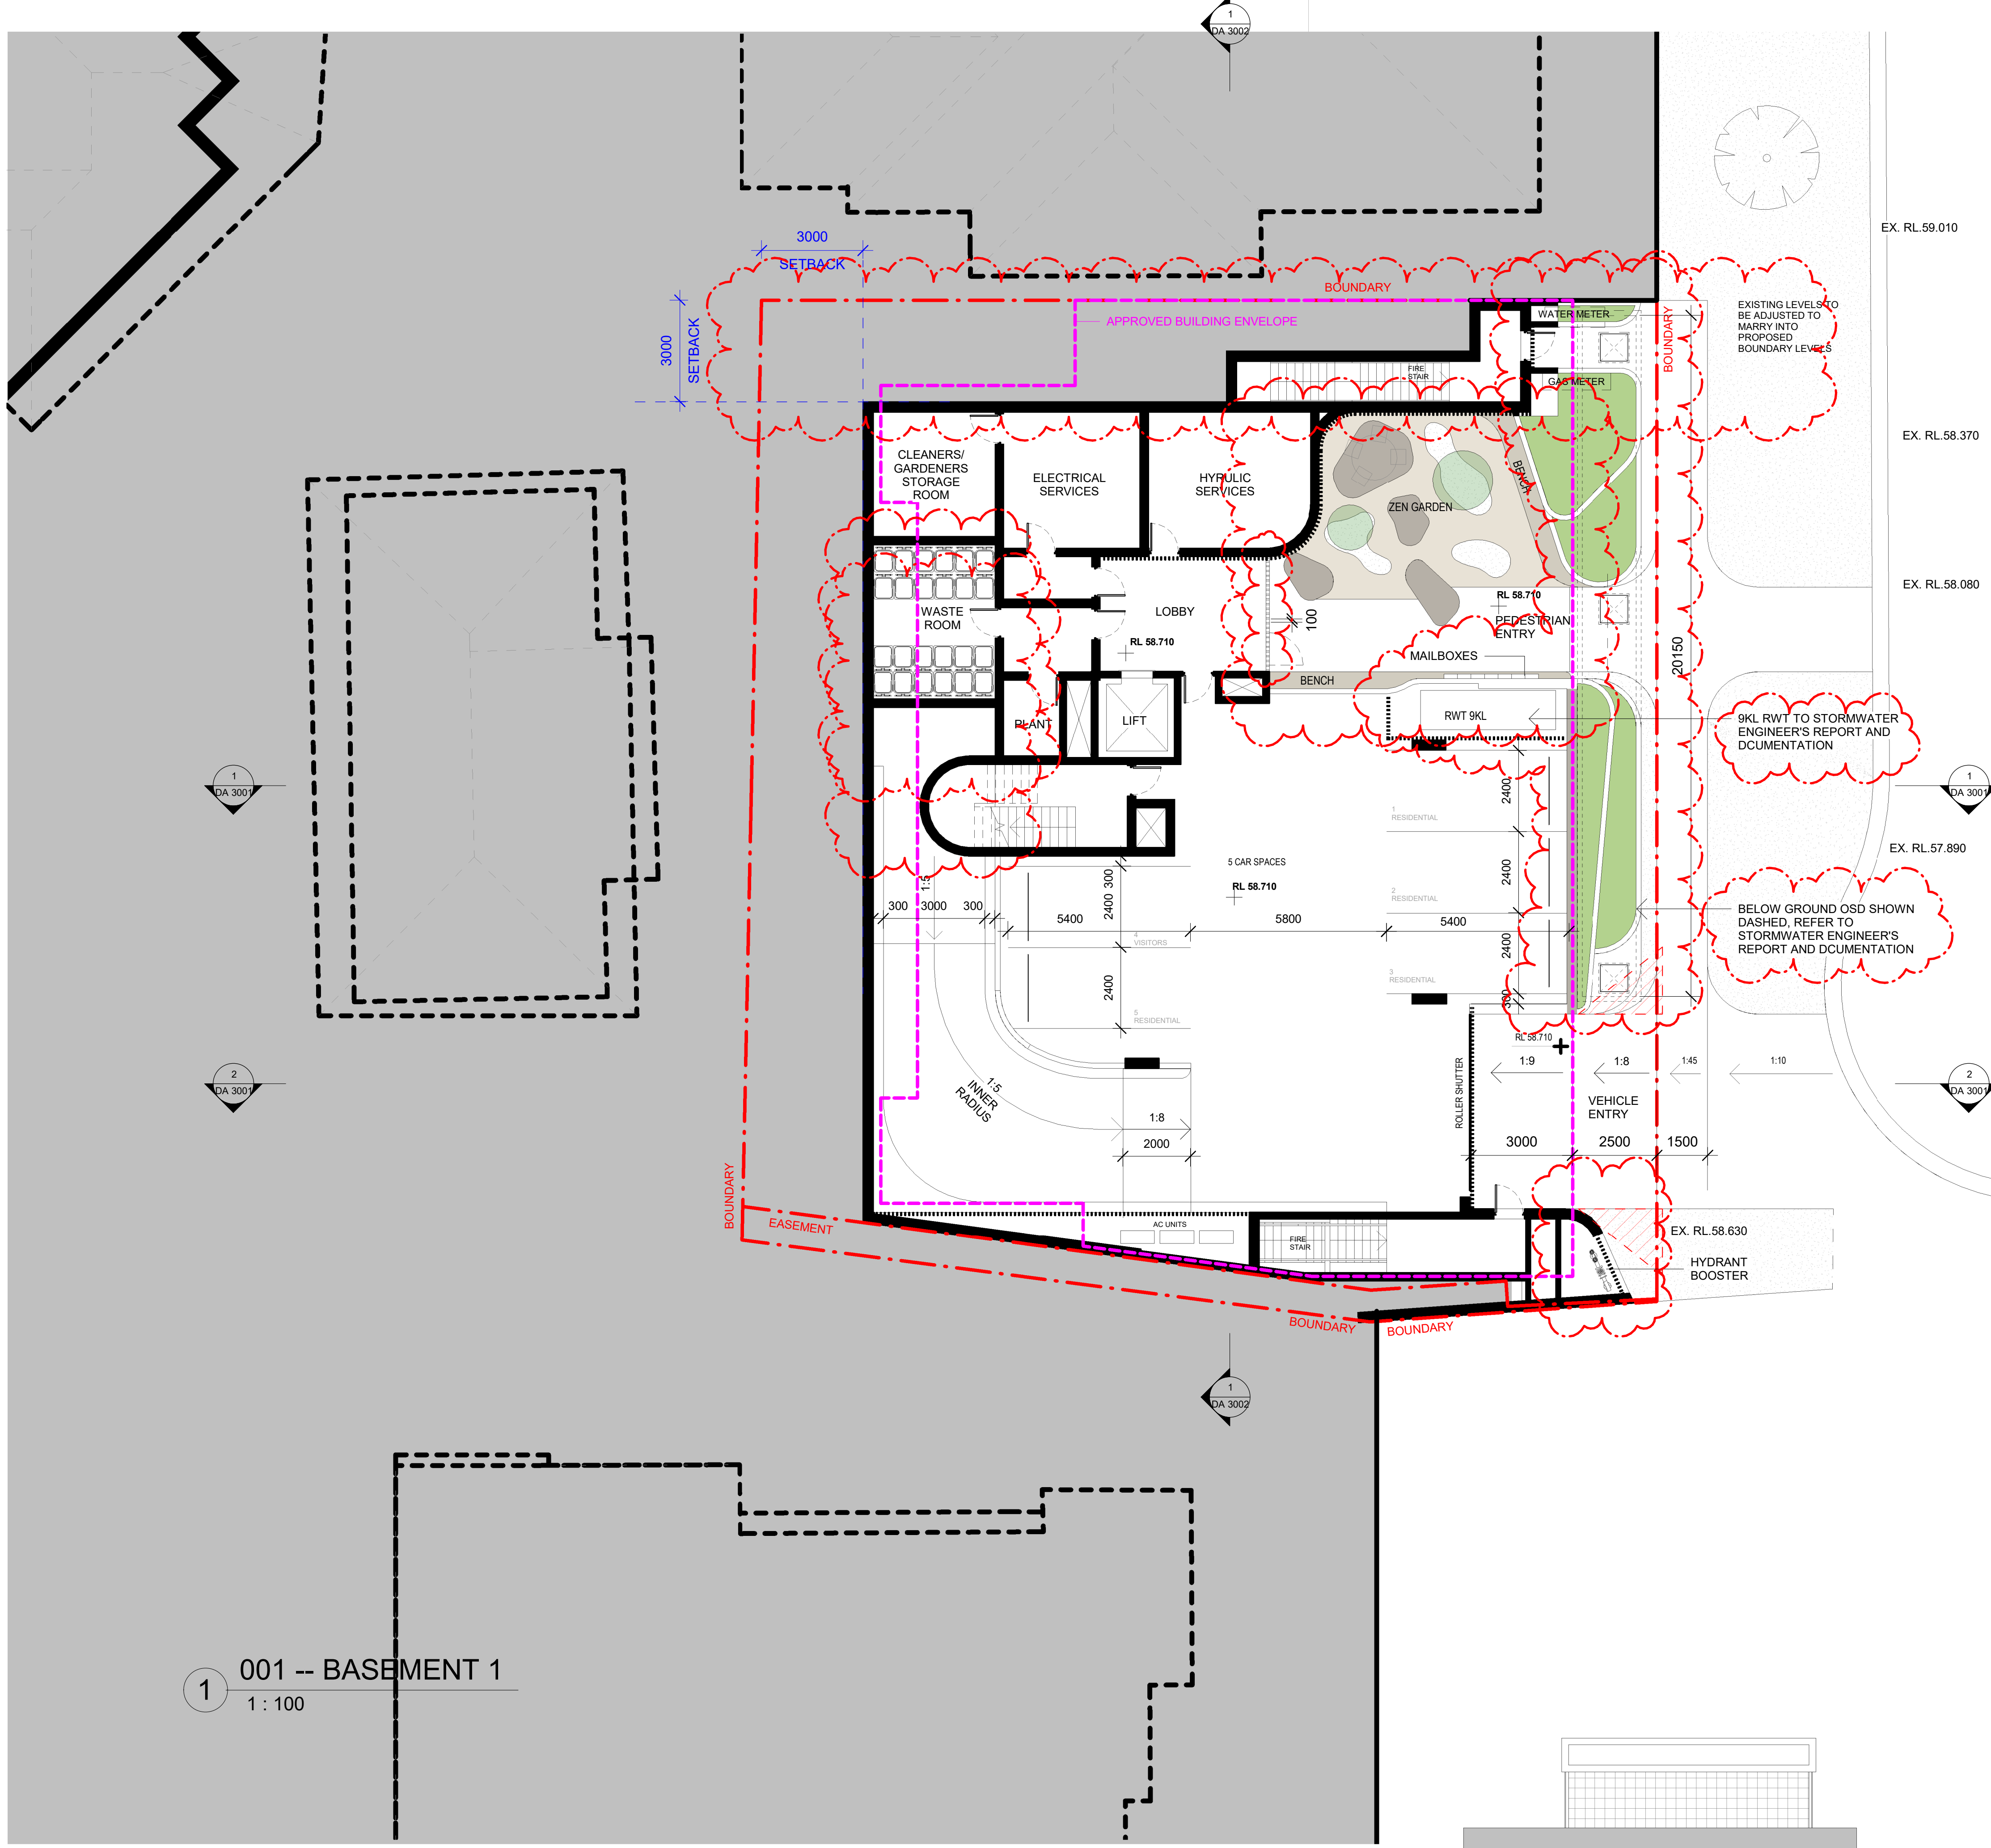 1
DA 3002
EX. RL.59.010
3000
SETBACK
BOUNDARY
APPROVED BUILDING ENVELOPE
3000
SETBACK
WATER METER
BOUNDARY
EXISTING LEVELS TO
BE ADJUSTED TO
MARRY INTO
PROPOSED
BOUNDARY LEVELS
FIRE
STAIR
GAS METER
EX. RL.58.370
CLEANERS/
GARDENERS
STORAGE
ROOM
ELECTRICAL
SERVICES
HYRULIC
SERVICES
BENCH
ZEN GARDEN
EX. RL.58.080
WASTE
ROOM
LOBBY
RL 58.710
100
RL 58.710
PEDESTRIAN
ENTRY
MAILBOXES
20150
BENCH
PLANT
LIFT
RWT 9KL
9KL RWT TO STORMWATER
ENGINEER'S REPORT AND
DCUMENTATION
1
DA 3001
1
DA 3001
2400
1
RESIDENTIAL
EX. RL.57.890
5 CAR SPACES
RL 58.710
2400
2
RESIDENTIAL
1:5
300
3000
300
300
2400
5400
5800
5400
BELOW GROUND OSD SHOWN
DASHED, REFER TO
STORMWATER ENGINEER'S
REPORT AND DCUMENTATION
4
VISITORS
2400
3
RESIDENTIAL
2400
300
5
RESIDENTIAL
RL 58.710
1:9
1:8
1:45
1:10
2
DA 3001
2
DA 3001
1:5
INNER
RADIUS
ROLLER SHUTTER
VEHICLE
ENTRY
1:8
2000
3000
2500
1500
BOUNDARY
EASEMENT
AC UNITS
FIRE
STAIR
EX. RL.58.630
HYDRANT
BOOSTER
BOUNDARY
BOUNDARY
1
DA 3002
1
001 -- BASEMENT 1
1 : 100